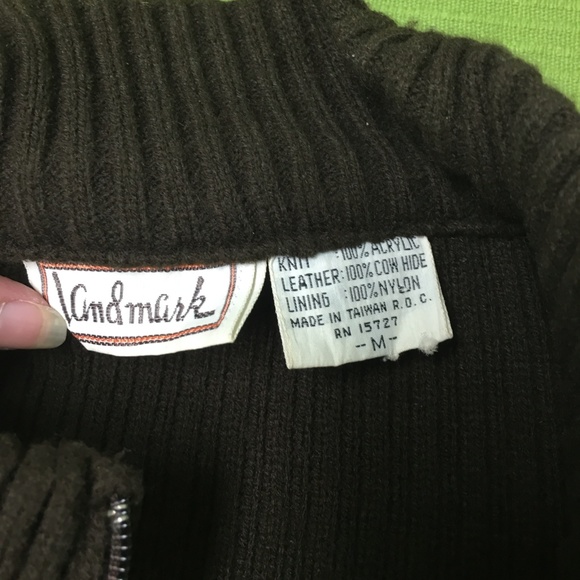 Landmark
KNIT :100% ACRYLIC
LEATHER:100% COW HIDE
LINING :100% NYLON
MADE IN TAIWAN R.O.C.
RN 15727
--M--